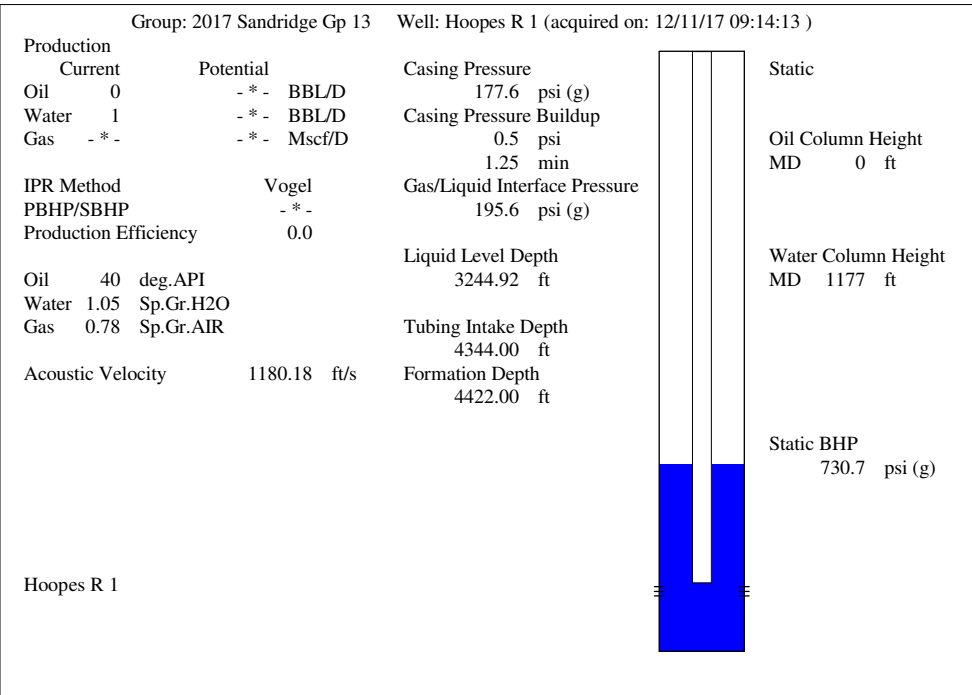 Group: 2017 Sandridge Gp 13 Well: Hoopes R 1 (acquired on: 12/11/17 09:14:13 )
Production
Current Potential
Oil 0 - * - BBL/D
Water 1 - * - BBL/D
Gas - * - - * - Mscf/D
IPR Method Vogel
PBHP/SBHP - * -
Production Efficiency 0.0
Oil 40 deg.API
Water 1.05 Sp.Gr.H2O
Gas 0.78 Sp.Gr.AIR
Acoustic Velocity 1180.18 ft/s
Casing Pressure
177.6 psi (g)
Casing Pressure Buildup
0.5 psi
1.25 min
Gas/Liquid Interface Pressure
195.6 psi (g)
Liquid Level Depth
3244.92 ft
Tubing Intake Depth
4344.00 ft
Formation Depth
4422.00 ft
Static
Oil Column Height
MD 0 ft
Water Column Height
MD 1177 ft
Static BHP
730.7 psi (g)
Hoopes R 1